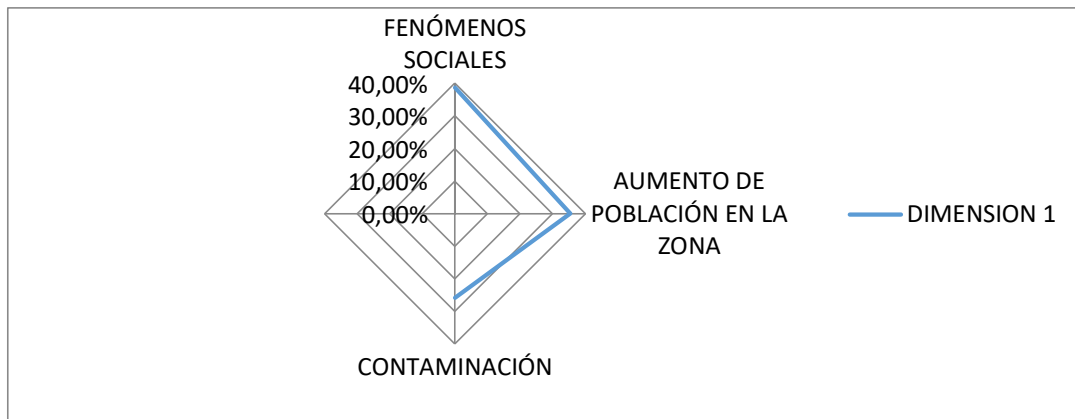 FENÓMENOS
SOCIALES
40,00%
30,00%
20,00%
10,00%
0,00%
AUMENTO DE
POBLACIÓN EN LA
ZONA
CONTAMINACIÓN
DIMENSION 1